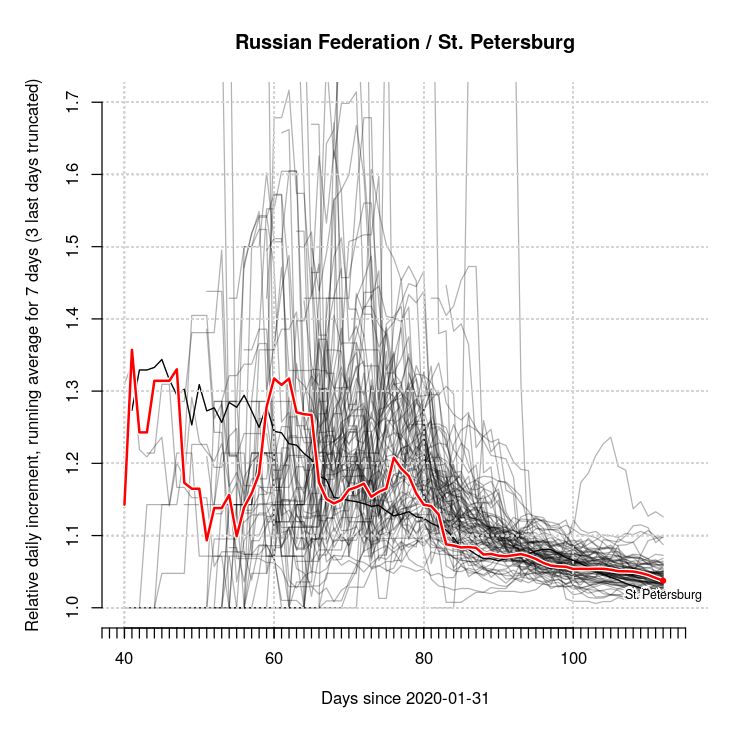 Russian Federation / St. Petersburg
Relative daily increment, running average for 7 days (3 last days truncated)
1.7
1.6
1.5
1.4
1.3
1.2
1.1
1.0
St. Petersburg
40 60 80 100
Days since 2020-01-31